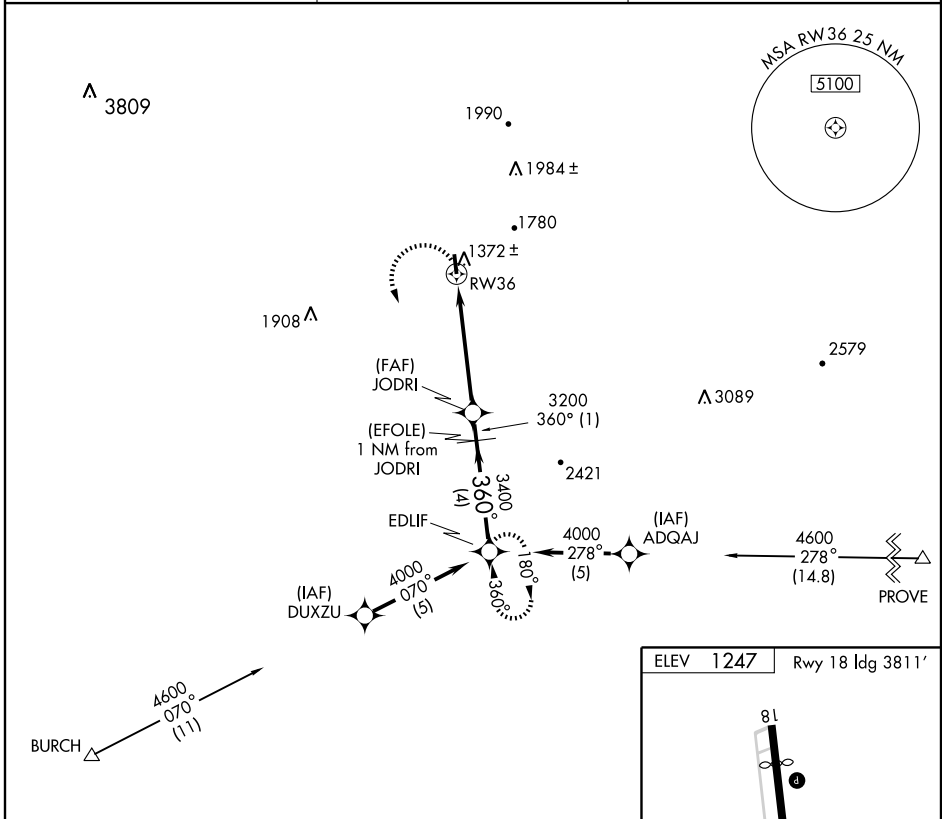 MSA RW36 25 NM
5100
3809
1990
1984 ±
1780
1372 ±
RW36
1908
2579
(FAF)
JODRI
3200
360° (1)
3089
(EFOLE)
1 NM from
JODRI
2421
3400
360°
(4)
EDLIF
4000
278°
(5)
(IAF)
ADQAJ
4600
278°
(14.8)
PROVE
180°
360°
4000
070°
(5)
(IAF)
DUXZU
4600
070°
(11)
BURCH
ELEV 1247
Rwy 18 ldg 3811'
18
P